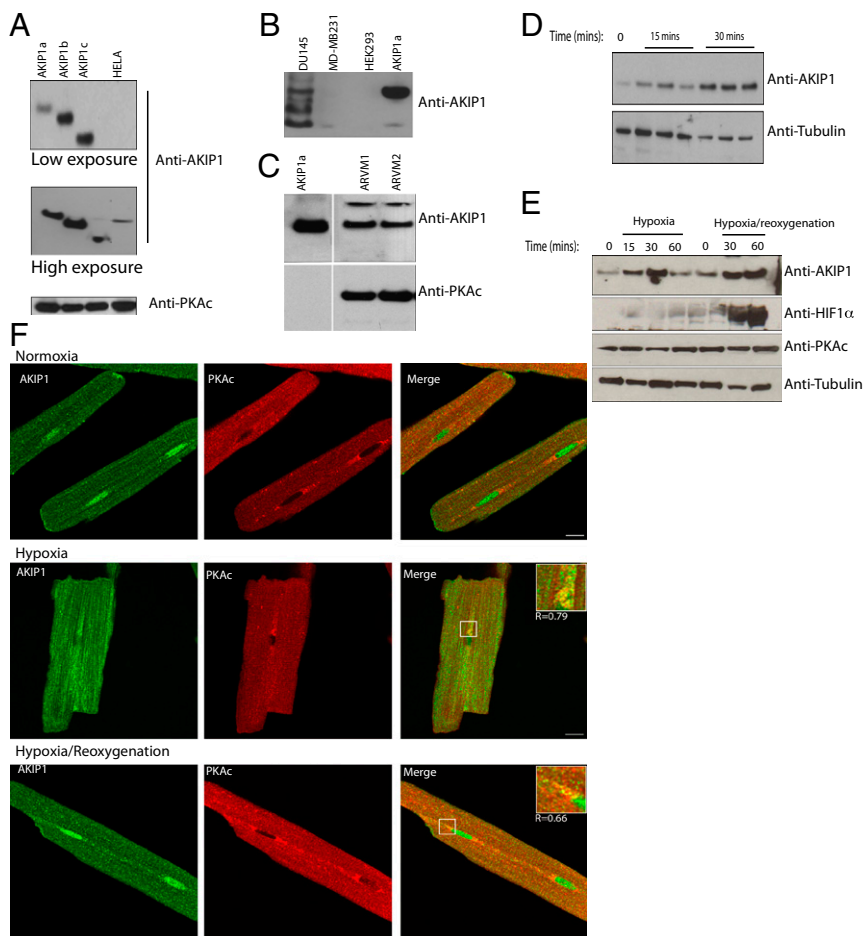 A
AKIP1a
AKIP1b
AKIP1c
HELA
Low exposure
Anti-AKIP1
High exposure
Anti-PKAc
B
DU145
MD-MB231
HEK293
AKIP1a
Anti-AKIP1
C
AKIP1a
ARVM1
ARVM2
Anti-AKIP1
Anti-PKAc
D
Time (mins): 0 15 mins 30 mins
Anti-AKIP1
Anti-Tubulin
E
Hypoxia Hypoxia/reoxygenation
Time (mins): 0 15 30 60 0 30 60
Anti-AKIP1
Anti-HIF1α
Anti-PKAc
Anti-Tubulin
F
Normoxia
AKIP1 PKAc Merge
Hypoxia
AKIP1 PKAc Merge
R=0.79
Hypoxia/Reoxygenation
AKIP1 PKAc Merge
R=0.66